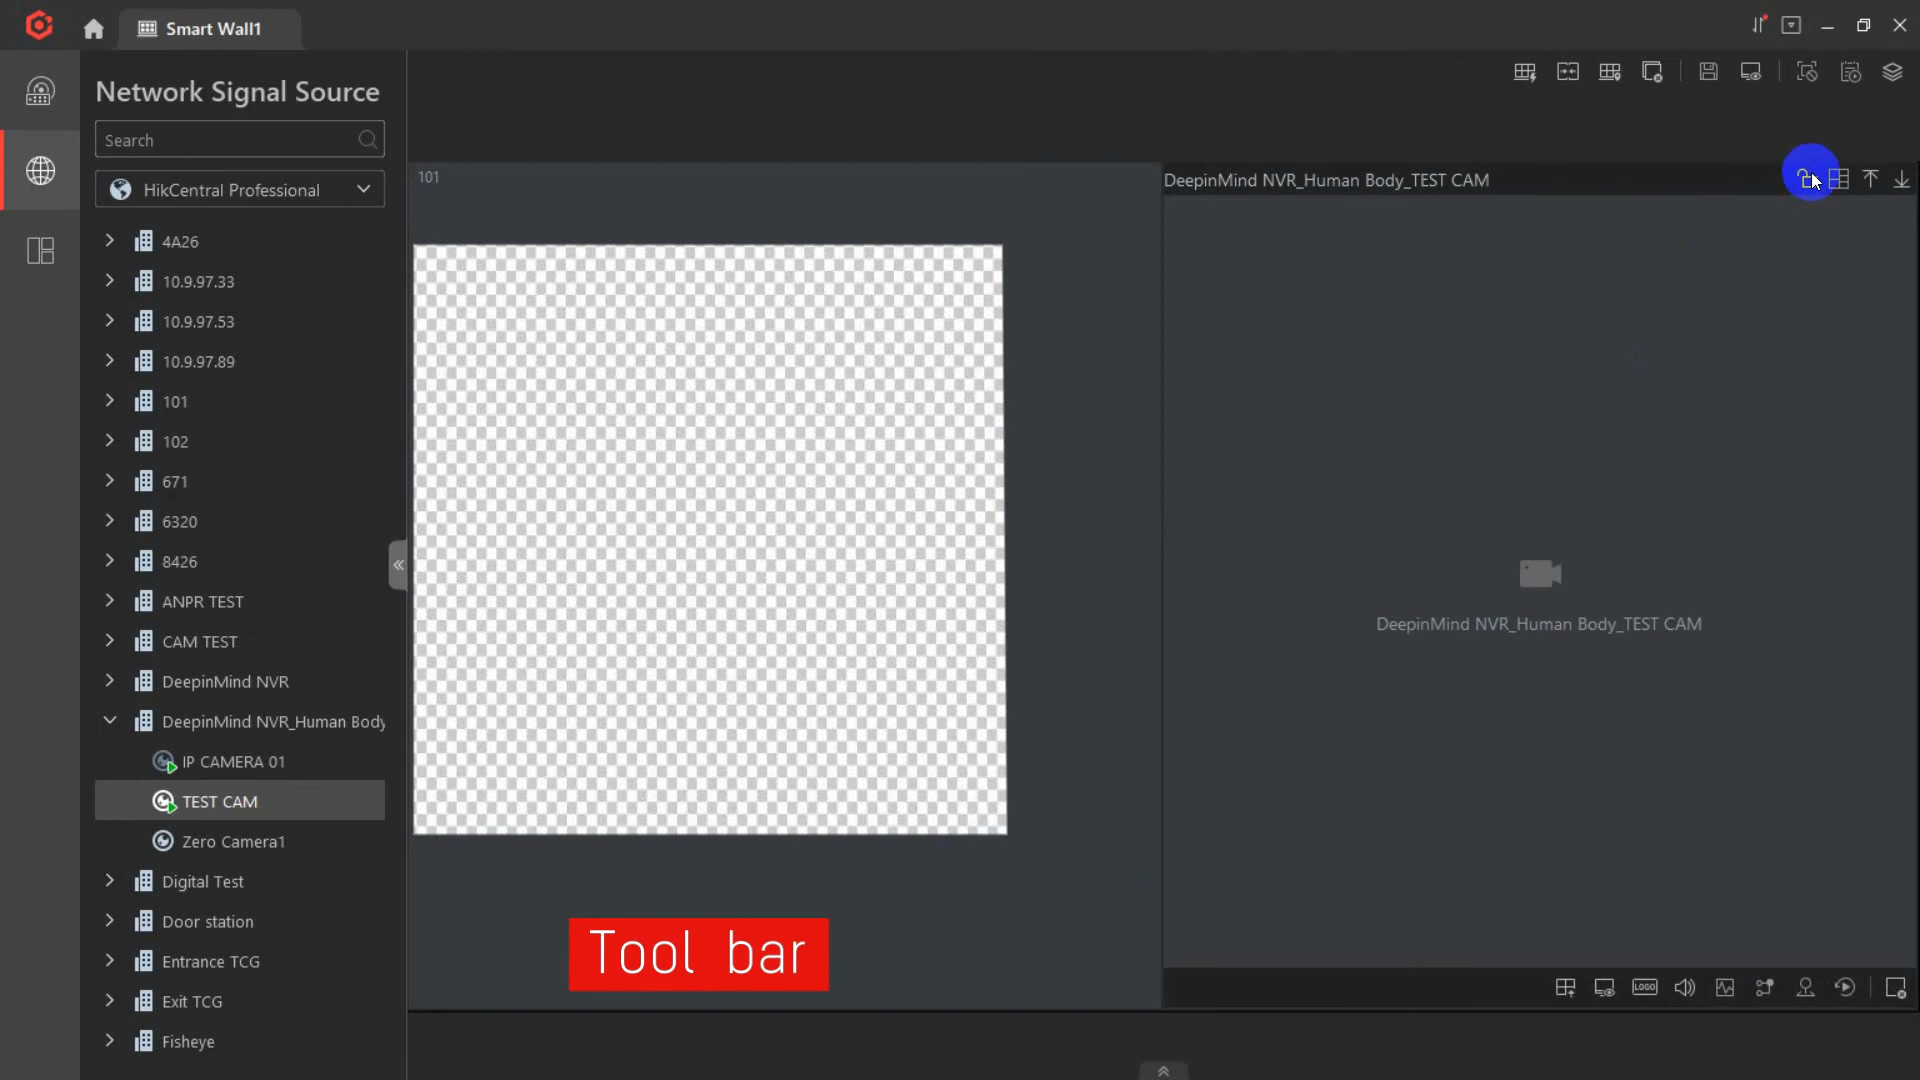 Smart Wall1
Network Signal Source
Search
HikCentral Professional
4A26
10.9.97.33
10.9.97.53
10.9.97.89
101
102
671
6320
8426
ANPR TEST
CAM TEST
DeepinMind NVR
DeepinMind NVR_Human Body
IP CAMERA 01
TEST CAM
Zero Camera1
Digital Test
Door station
Entrance TCG
Exit TCG
Fisheye
101
DeepinMind NVR_Human Body_TEST CAM
DeepinMind NVR_Human Body_TEST CAM
Tool bar
LOGO